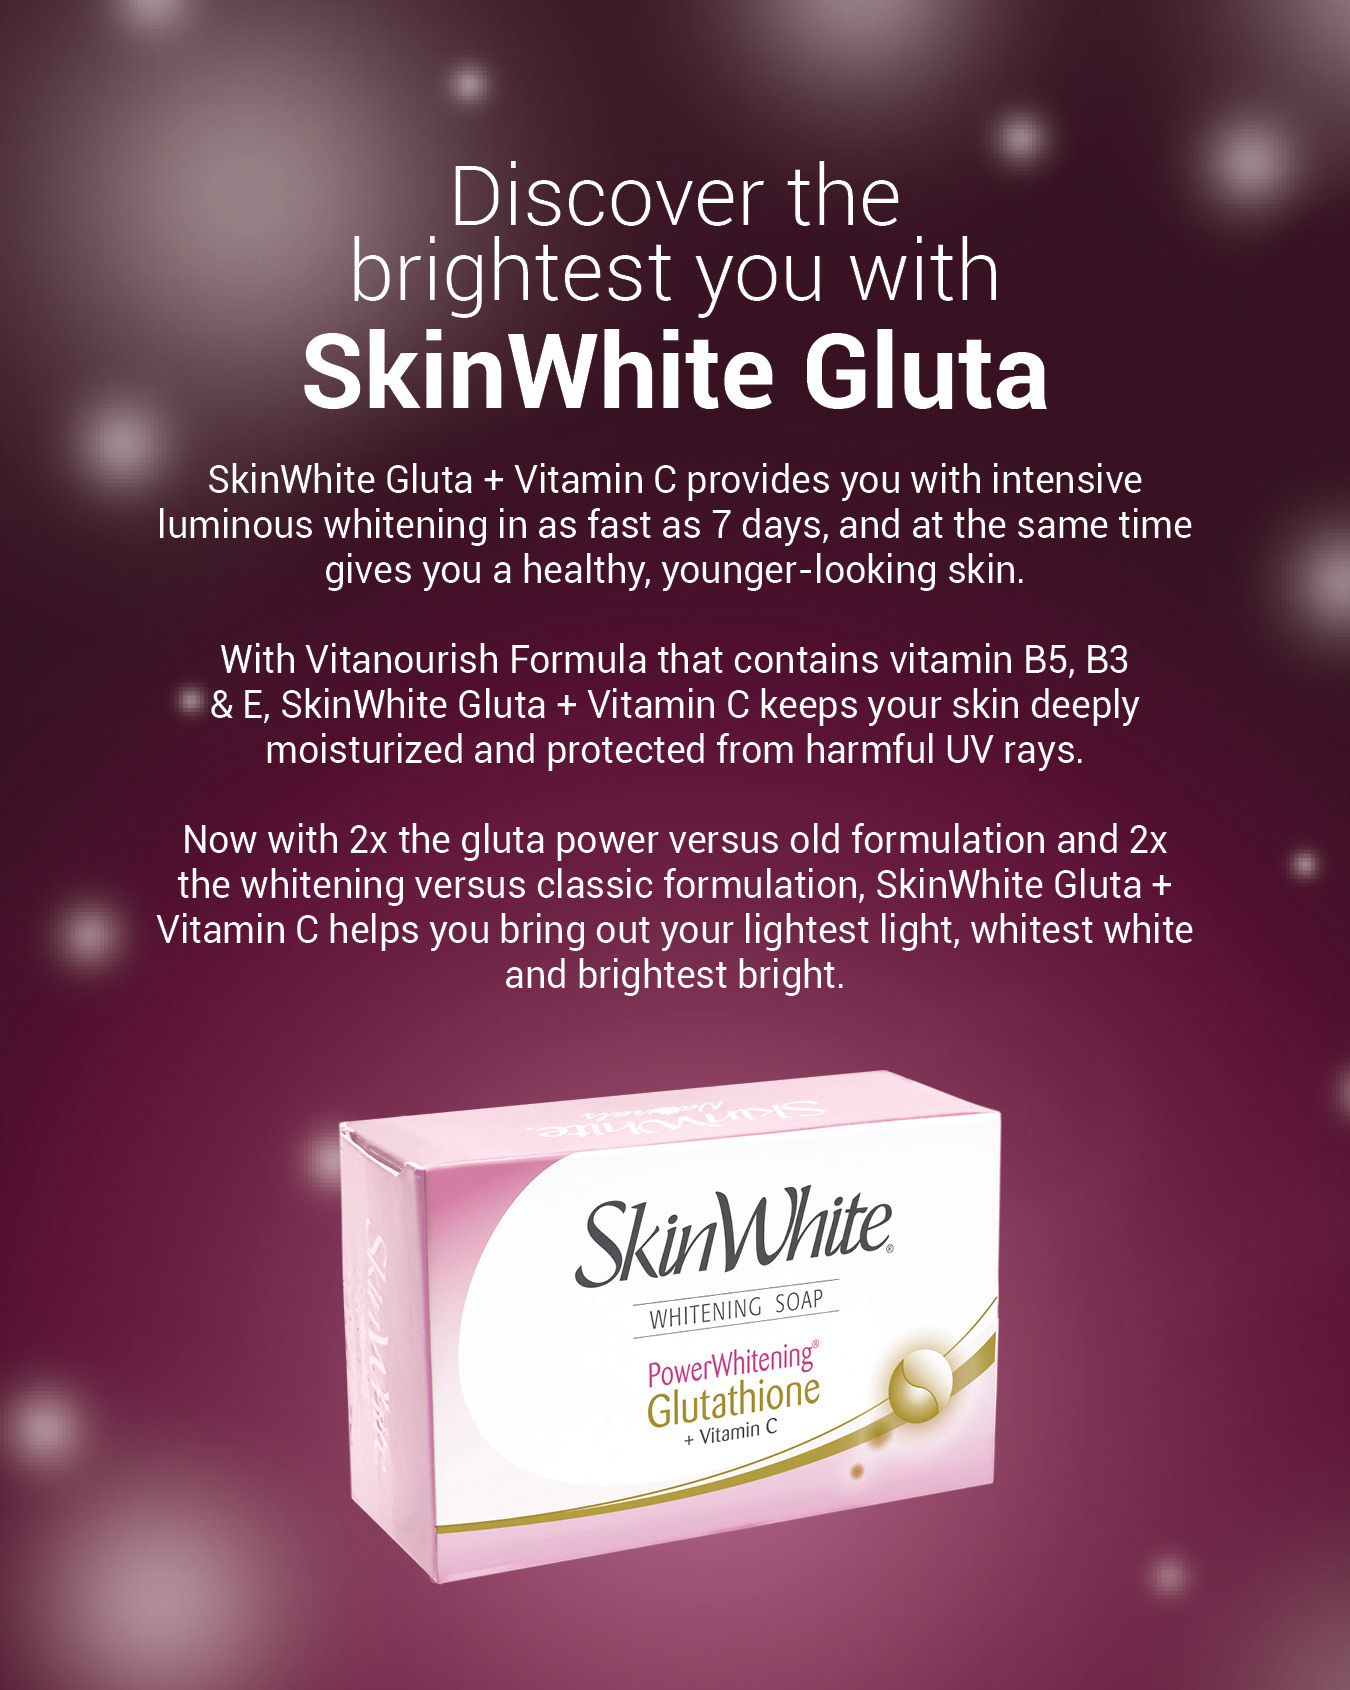 Discover the
brightest you with
SkinWhite Gluta
SkinWhite Gluta + Vitamin C provides you with intensive
luminous whitening in as fast as 7 days, and at the same time
gives you a healthy, younger-looking skin.
With Vitanourish Formula that contains vitamin B5, B3
& E, SkinWhite Gluta + Vitamin C keeps your skin deeply
moisturized and protected from harmful UV rays.
Now with 2x the gluta power versus old formulation and 2x
the whitening versus classic formulation, SkinWhite Gluta +
Vitamin C helps you bring out your lightest light, whitest white
and brightest bright.
SkinWhite
Naturals
SkinWhite
SkinWhite®
WHITENING SOAP
PowerWhitening®
Glutathione
+ Vitamin C